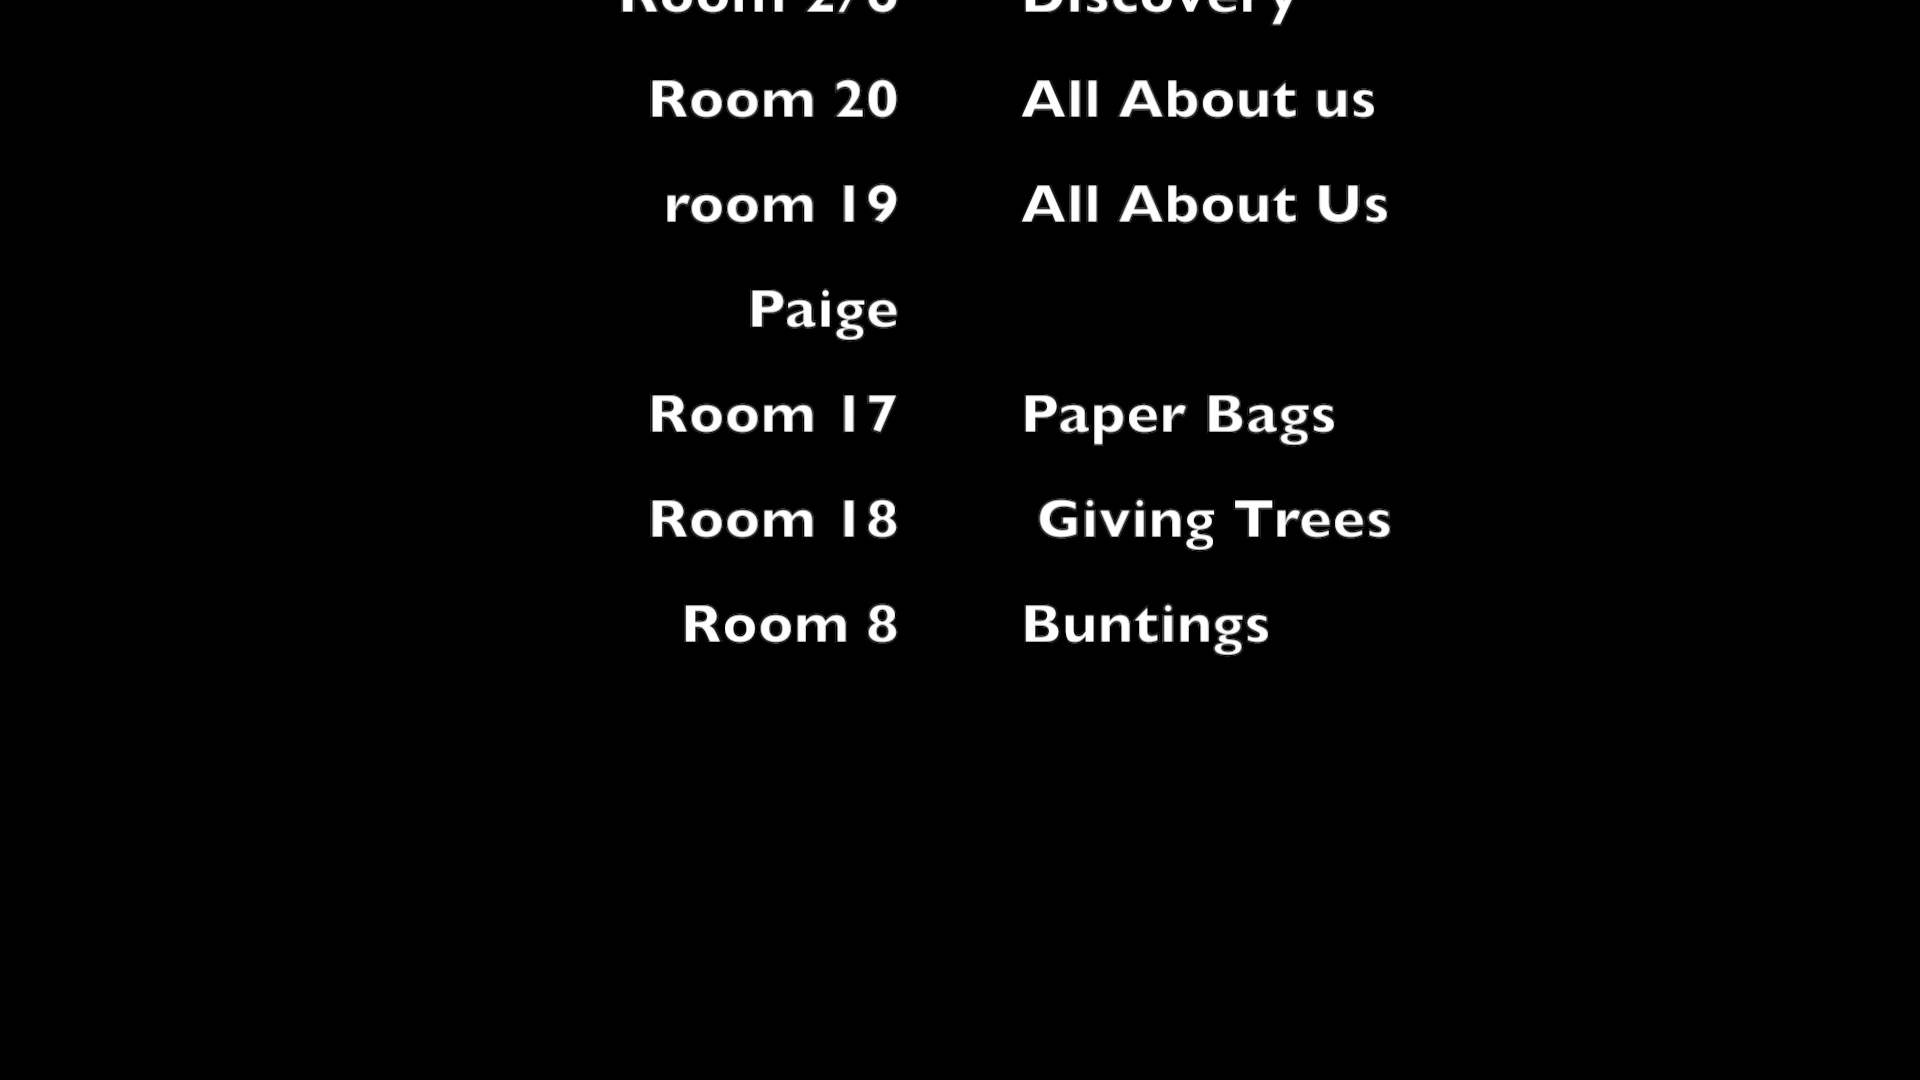 Discovery
Room 20 All About us
room 19 All About Us
Paige
Room 17 Paper Bags
Room 18 Giving Trees
Room 8 Buntings